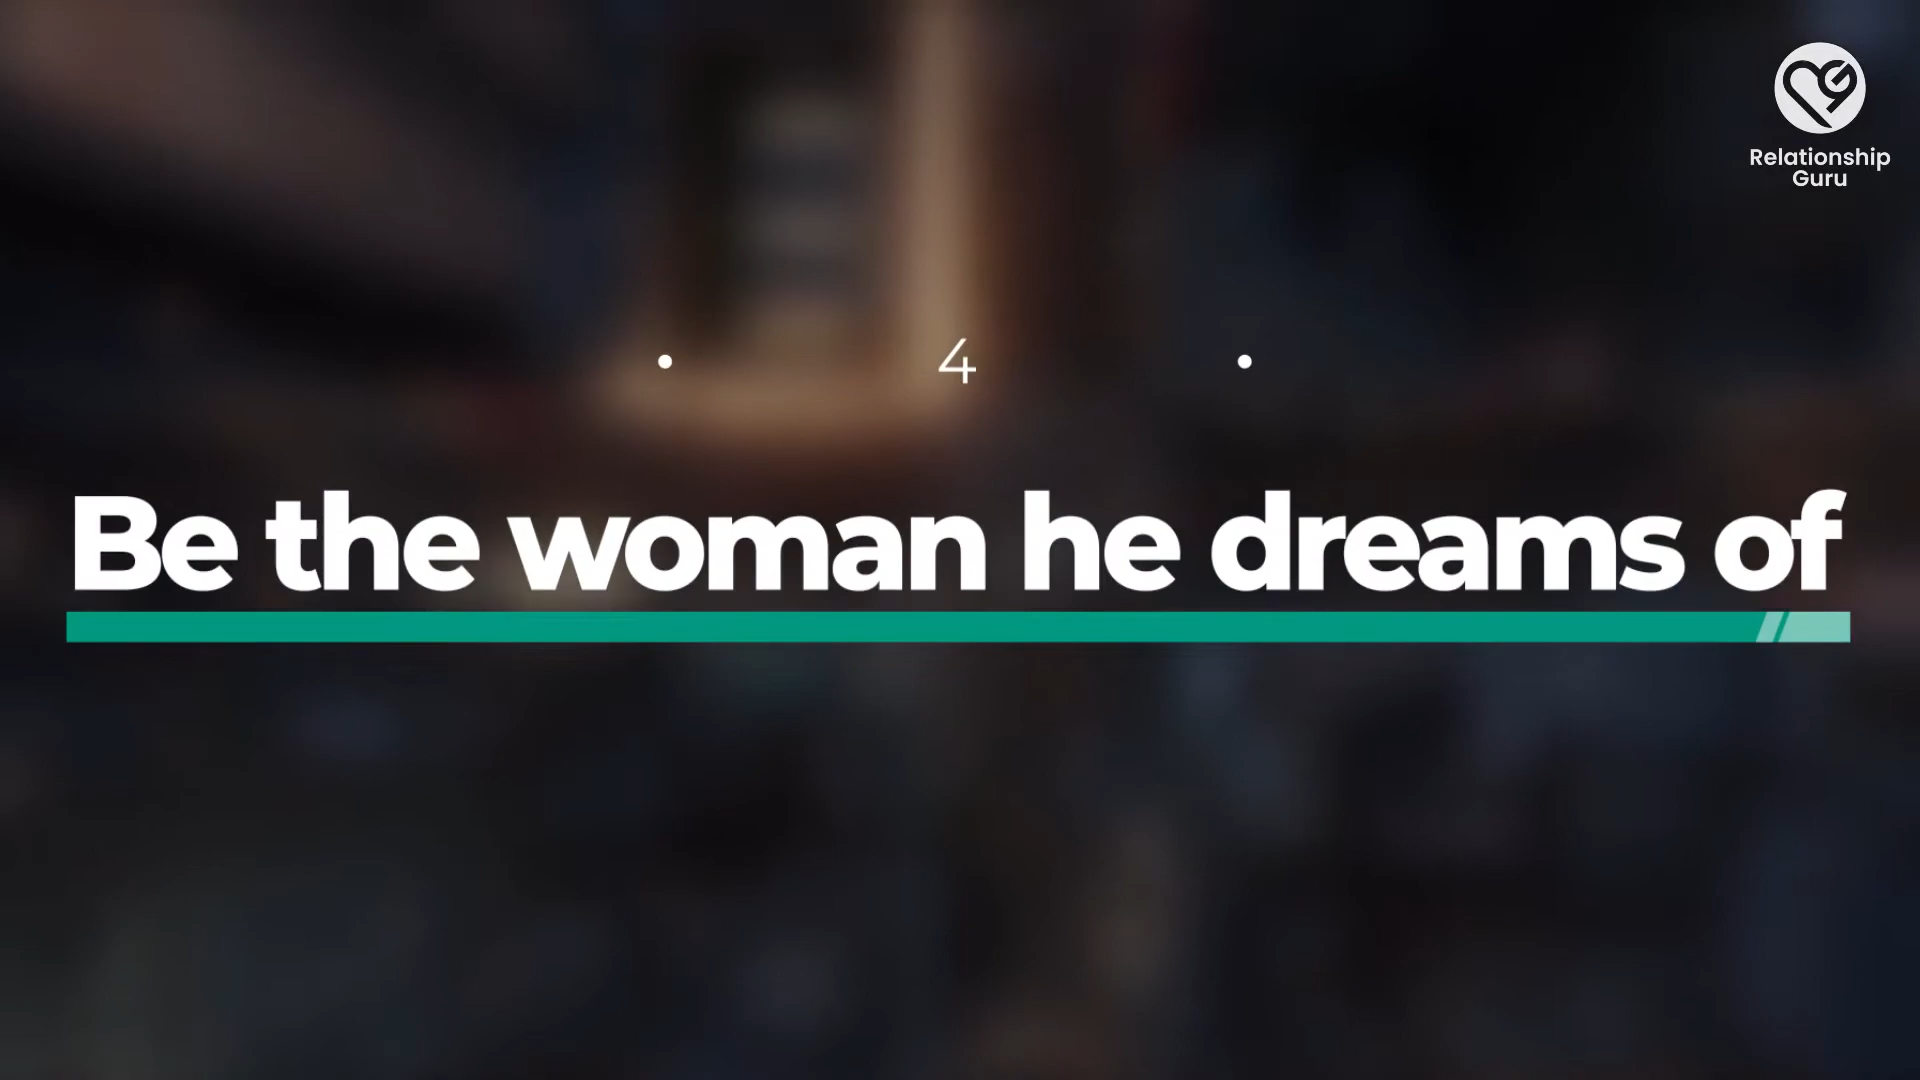 Relationship
Guru
• 4 •
Be the woman he dreams of